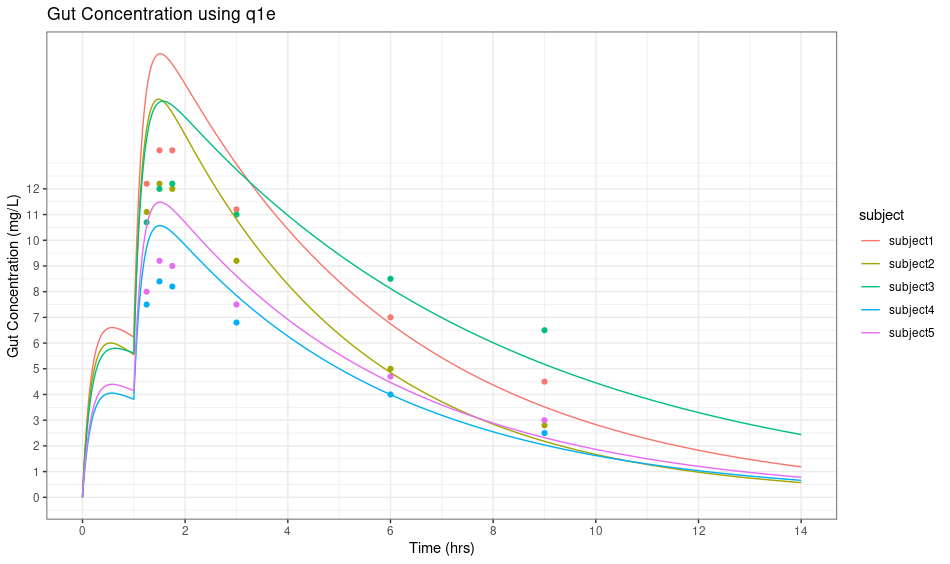 Gut Concentration using q1e
Gut Concentration (mg/L)
12
11
10
9
8
7
6
5
4
3
2
1
0
0 2 4 6 8 10 12 14
Time (hrs)
subject
subject1
subject2
subject3
subject4
subject5